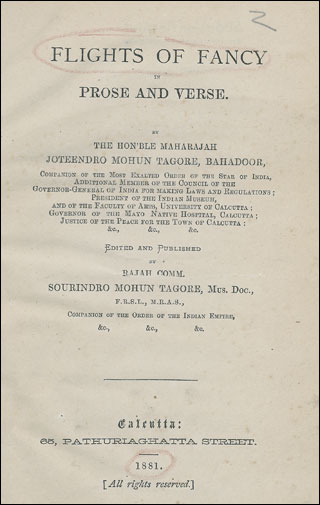 2
FLIGHTS OF FANCY
IN
PROSE AND VERSE.
BY
THE HON'BLE MAHARAJAH
JOTEENDRO MOHUN TAGORE, BAHADOOR,
COMPANION OF THE MOST EXALTED ORDER OF THE STAR OF INDIA,
ADDITIONAL MEMBER OF THE COUNCIL OF THE
GOVERNOR-GENERAL OF INDIA FOR MAKING LAWS AND REGULATIONS;
PRESIDENT OF THE INDIAN MUSEUM,
AND OF THE FACULTY OF ARTS, UNIVERSITY OF CALCUTTA;
GOVERNOR OF THE MAYO NATIVE HOSPITAL, CALCUTTA;
JUSTICE OF THE PEACE FOR THE TOWN OF CALCUTTA:
&c., &c., &c.
EDITED AND PUBLISHED
BY
RAJAH COMM.
SOURINDRO MOHUN TAGORE, MUS. DOC.,
F.R.S.L., M.R.A.S.,
COMPANION OF THE ORDER OF THE INDIAN EMPIRE,
&c., &c., &c.
Calcutta:
65, PATHURIAGHATTA STREET.
1881.
[All rights reserved.]